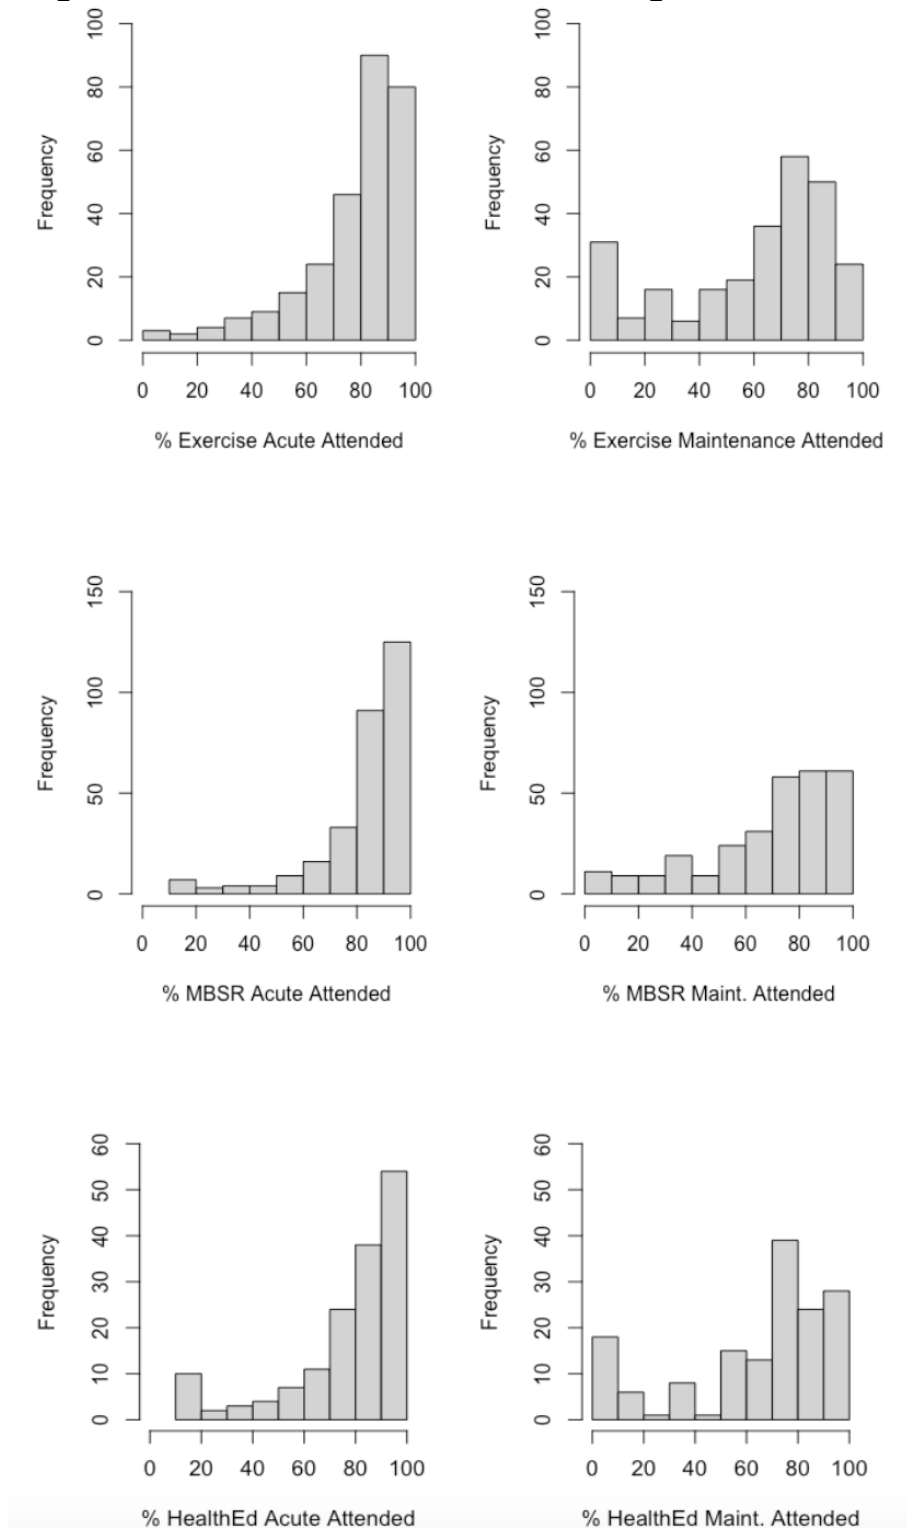 Frequency
0 20 40 60 80 100
0 20 40 60 80 100
% Exercise Acute Attended
Frequency
0 20 40 60 80 100
0 20 40 60 80 100
% Exercise Maintenance Attended
Frequency
0 50 100 150
0 20 40 60 80 100
% MBSR Acute Attended
Frequency
0 50 100 150
0 20 40 60 80 100
% MBSR Maint. Attended
Frequency
0 10 20 30 40 50 60
0 20 40 60 80 100
% HealthEd Acute Attended
Frequency
0 10 20 30 40 50 60
0 20 40 60 80 100
% HealthEd Maint. Attended